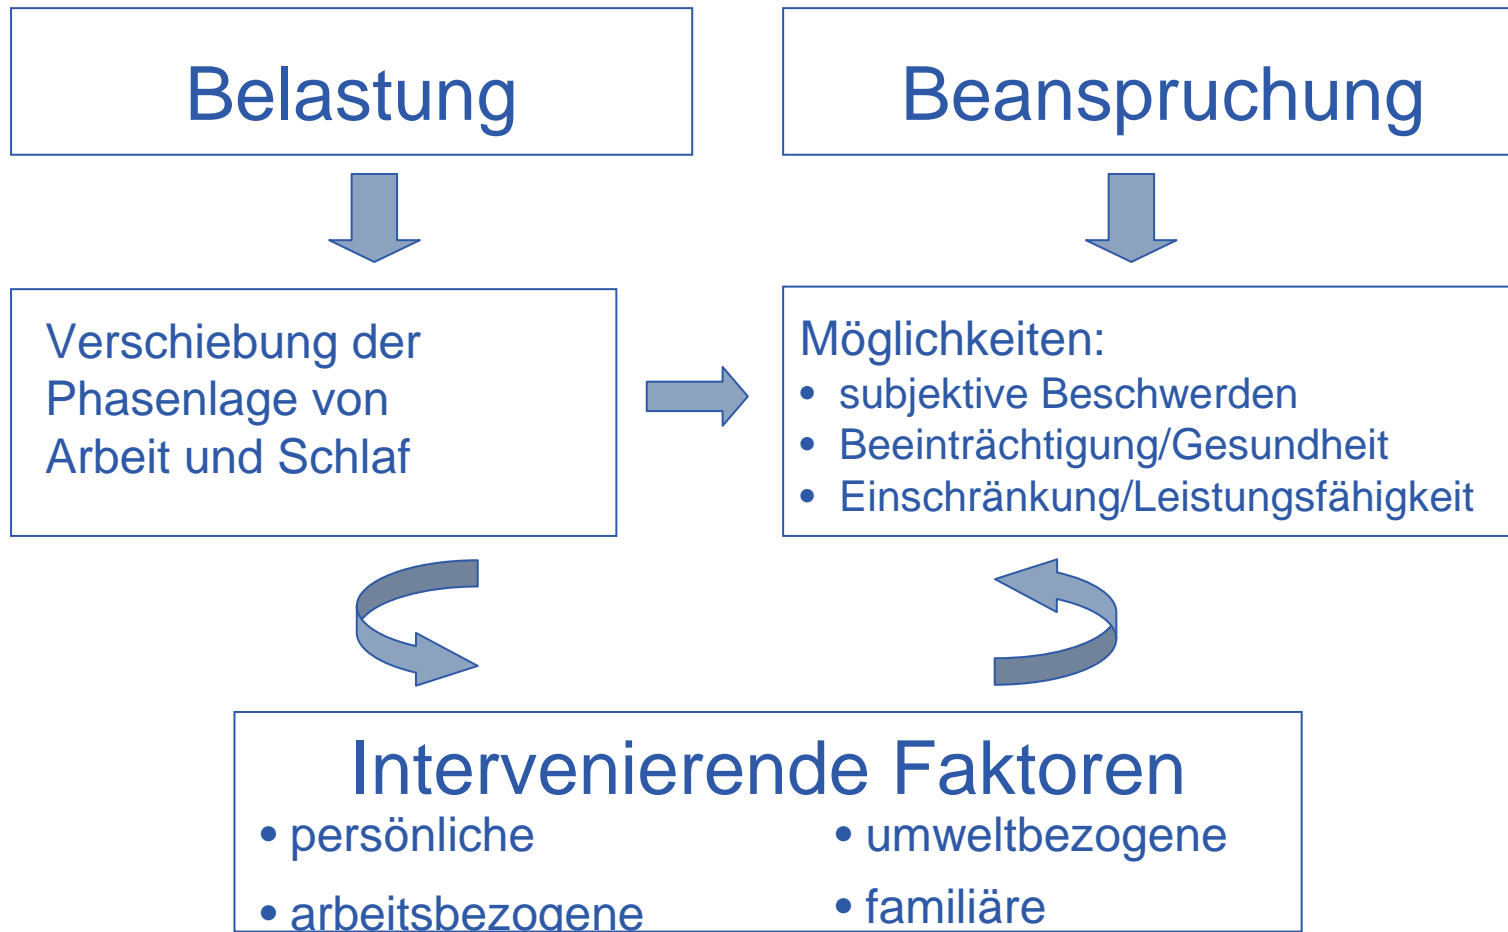 Belastung
Beanspruchung
Verschiebung der
Phasenlage von
Arbeit und Schlaf
Möglichkeiten:
• subjektive Beschwerden
• Beeinträchtigung/Gesundheit
• Einschränkung/Leistungsfähigkeit
Intervenierende Faktoren
• persönliche
• umweltbezogene
• arbeitsbezogene
• familiäre